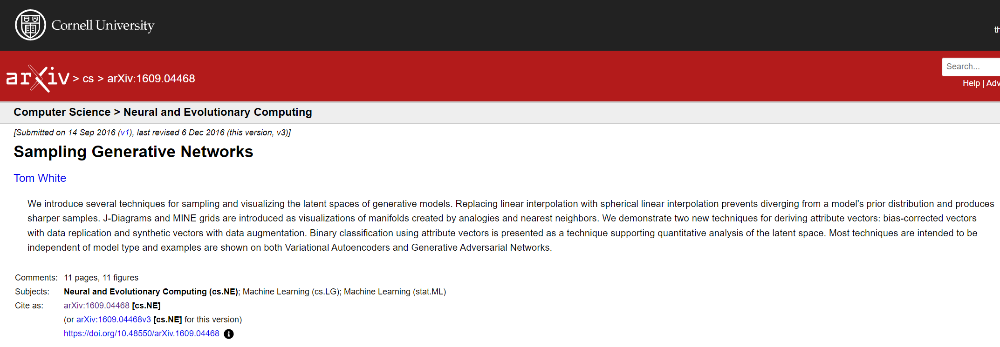 Cornell University
th
Search...
arXiv > cs > arXiv:1609.04468
Help | Adv
Computer Science > Neural and Evolutionary Computing
[Submitted on 14 Sep 2016 (v1), last revised 6 Dec 2016 (this version, v3)]
Sampling Generative Networks
Tom White
We introduce several techniques for sampling and visualizing the latent spaces of generative models. Replacing linear interpolation with spherical linear interpolation prevents diverging from a model's prior distribution and produces
sharper samples. J-Diagrams and MINE grids are introduced as visualizations of manifolds created by analogies and nearest neighbors. We demonstrate two new techniques for deriving attribute vectors: bias-corrected vectors
with data replication and synthetic vectors with data augmentation. Binary classification using attribute vectors is presented as a technique supporting quantitative analysis of the latent space. Most techniques are intended to be
independent of model type and examples are shown on both Variational Autoencoders and Generative Adversarial Networks.
Comments: 11 pages, 11 figures
Subjects: Neural and Evolutionary Computing (cs.NE); Machine Learning (cs.LG); Machine Learning (stat.ML)
Cite as: arXiv:1609.04468 [cs.NE]
(or arXiv:1609.04468v3 [cs.NE] for this version)
https://doi.org/10.48550/arXiv.1609.04468